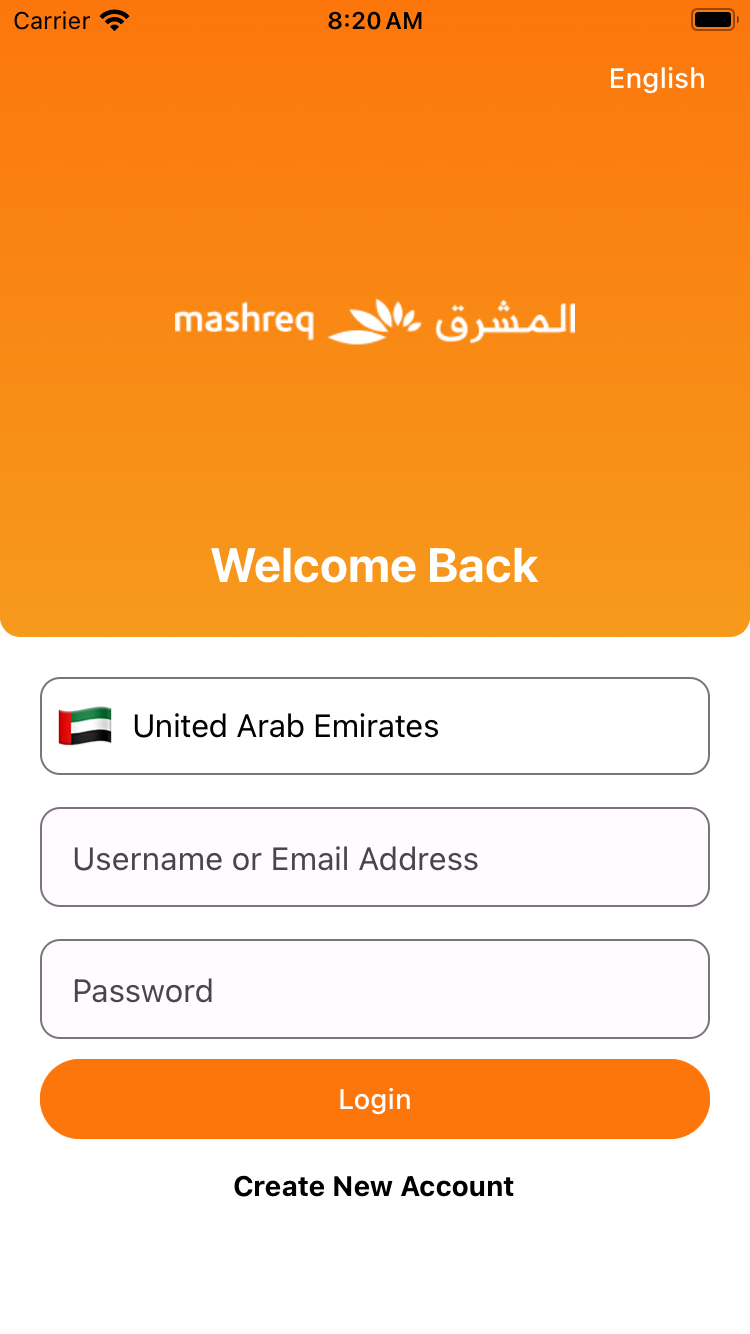 Carrier 8:20 AM
English
mashreq المشرق
Welcome Back
United Arab Emirates
Username or Email Address
Password
Login
Create New Account